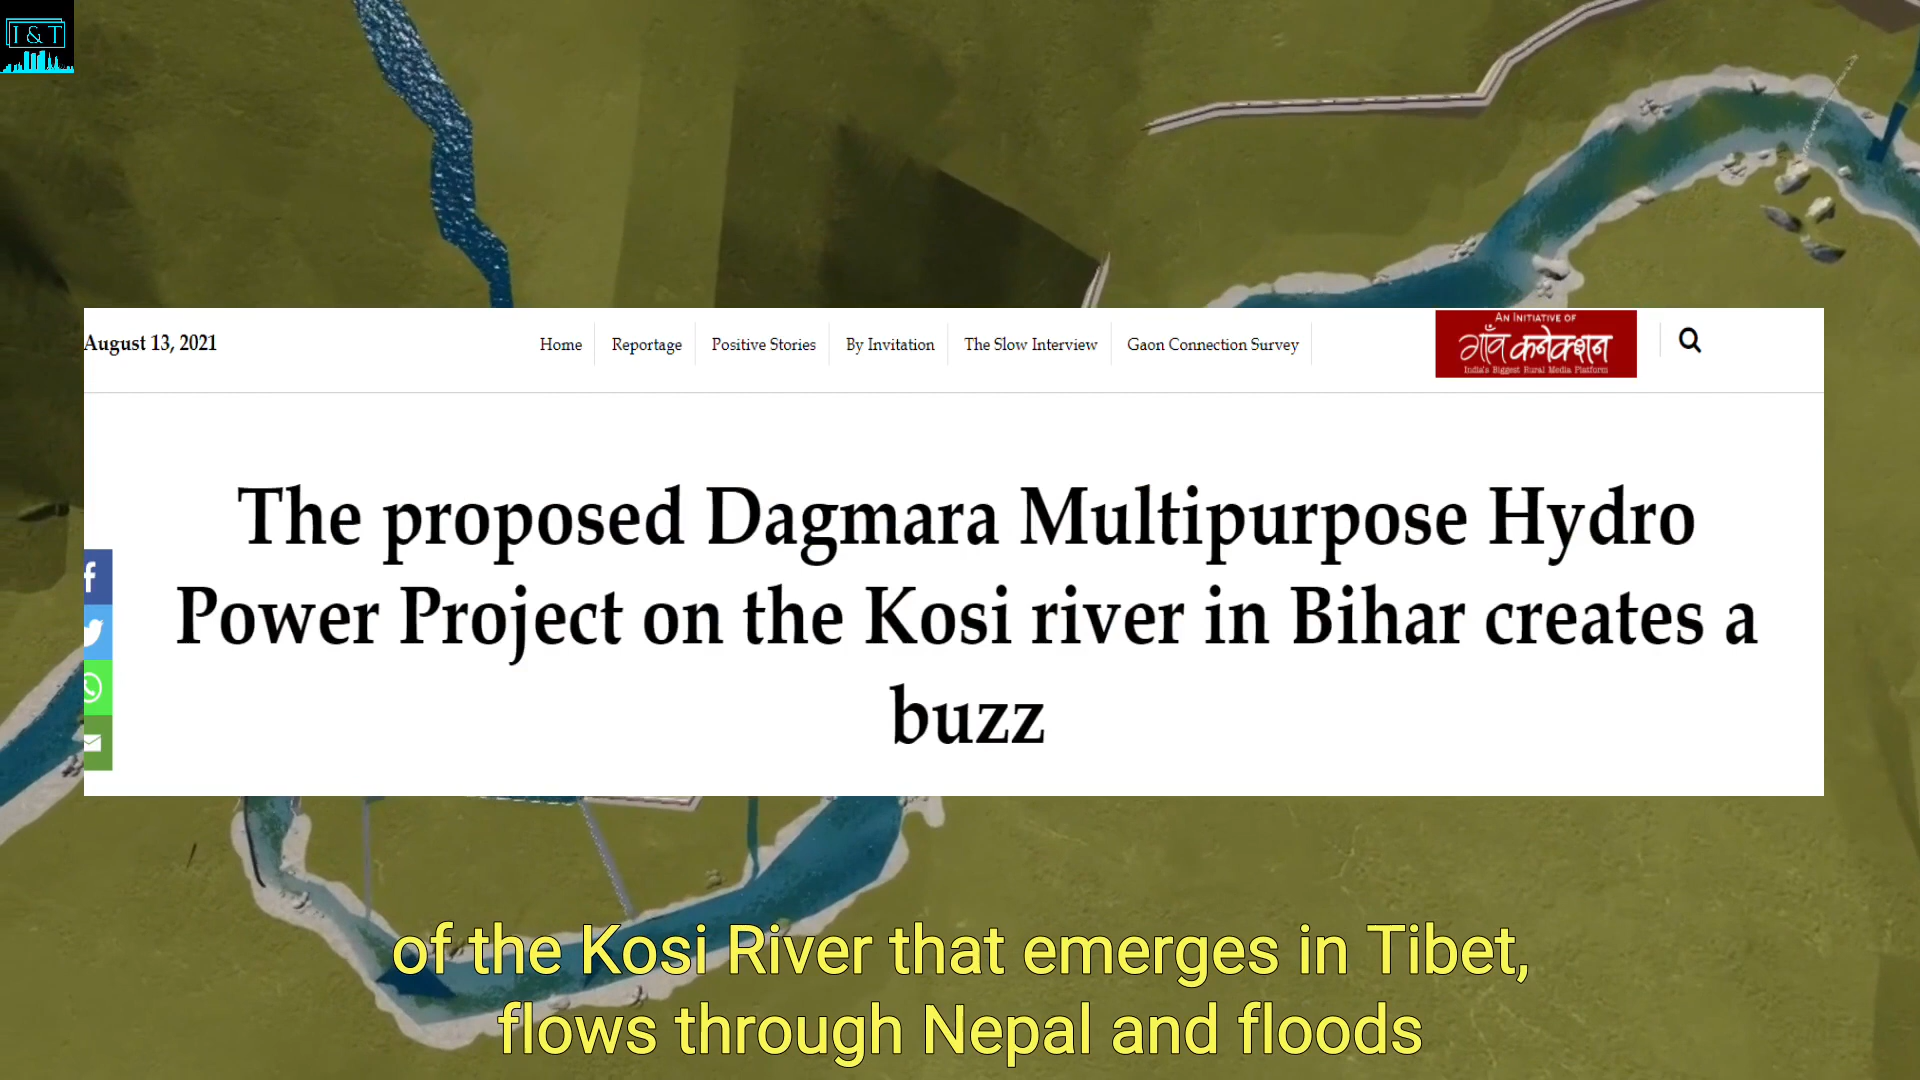 I & T
August 13, 2021
Home
Reportage
Positive Stories
By Invitation
The Slow Interview
Gaon Connection Survey
AN INITIATIVE OF
गाँव कनेक्शन
India's Biggest Rural Media Platform
The proposed Dagmara Multipurpose Hydro
Power Project on the Kosi river in Bihar creates a
buzz
of the Kosi River that emerges in Tibet,
flows through Nepal and floods